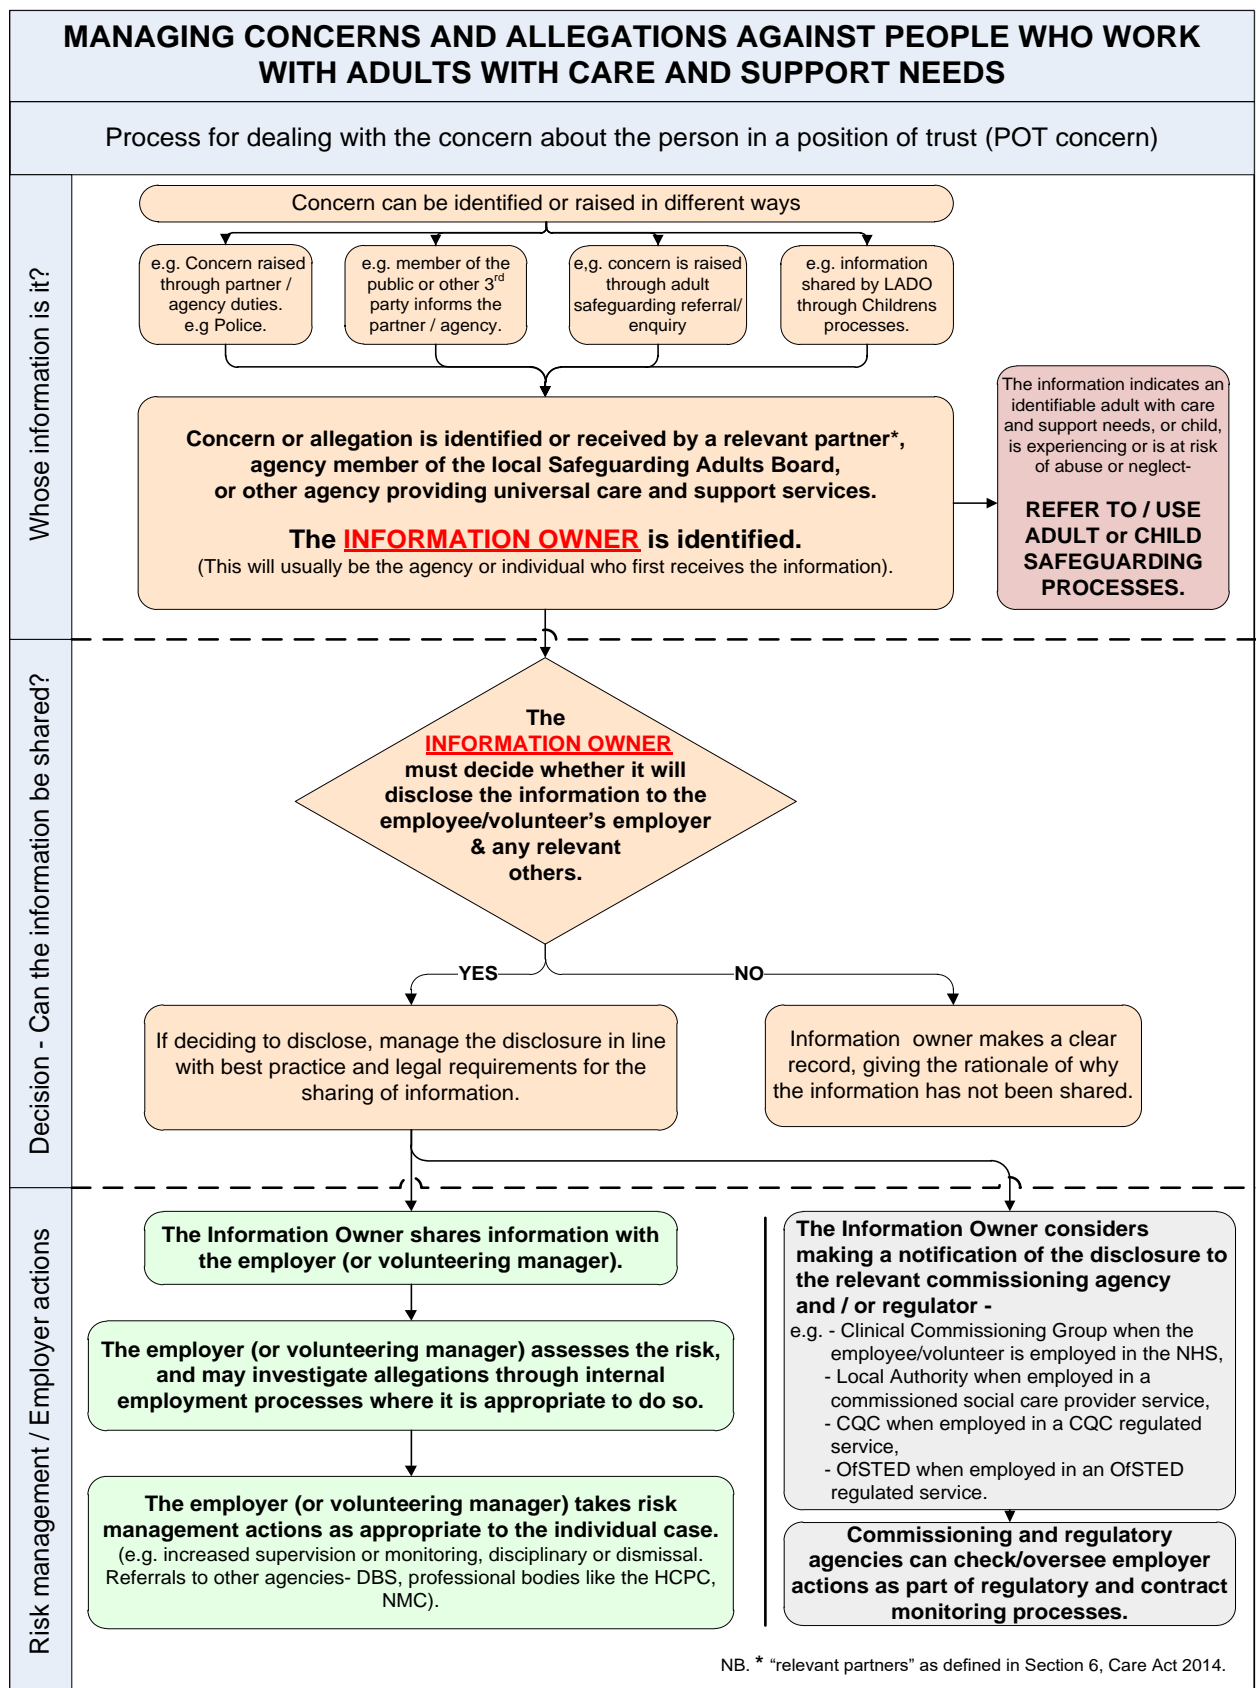 MANAGING CONCERNS AND ALLEGATIONS AGAINST PEOPLE WHO WORK
WITH ADULTS WITH CARE AND SUPPORT NEEDS
Process for dealing with the concern about the person in a position of trust (POT concern)
Whose information is it?
Concern can be identified or raised in different ways
e.g. Concern raised
through partner /
agency duties.
e.g Police.
e.g. member of the
public or other 3rd
party informs the
partner / agency.
e,g. concern is raised
through adult
safeguarding referral/
enquiry
e.g. information
shared by LADO
through Childrens
processes.
Concern or allegation is identified or received by a relevant partner*,
agency member of the local Safeguarding Adults Board,
or other agency providing universal care and support services.
The INFORMATION OWNER is identified.
(This will usually be the agency or individual who first receives the information).
The information indicates an
identifiable adult with care
and support needs, or child,
is experiencing or is at risk
of abuse or neglect-
REFER TO / USE
ADULT or CHILD
SAFEGUARDING
PROCESSES.
Decision - Can the information be shared?
The
INFORMATION OWNER
must decide whether it will
disclose the information to the
employee/volunteer's employer
& any relevant
others.
YES
NO
If deciding to disclose, manage the disclosure in line
with best practice and legal requirements for the
sharing of information.
Information owner makes a clear
record, giving the rationale of why
the information has not been shared.
Risk management / Employer actions
The Information Owner shares information with
the employer (or volunteering manager).
The employer (or volunteering manager) assesses the risk,
and may investigate allegations through internal
employment processes where it is appropriate to do so.
The employer (or volunteering manager) takes risk
management actions as appropriate to the individual case.
(e.g. increased supervision or monitoring, disciplinary or dismissal.
Referrals to other agencies- DBS, professional bodies like the HCPC,
NMC).
The Information Owner considers
making a notification of the disclosure to
the relevant commissioning agency
and / or regulator -
e.g. - Clinical Commissioning Group when the
employee/volunteer is employed in the NHS,
- Local Authority when employed in a
commissioned social care provider service,
- CQC when employed in a CQC regulated
service,
- OfSTED when employed in an OfSTED
regulated service.
Commissioning and regulatory
agencies can check/oversee employer
actions as part of regulatory and contract
monitoring processes.
NB. * "relevant partners" as defined in Section 6, Care Act 2014.